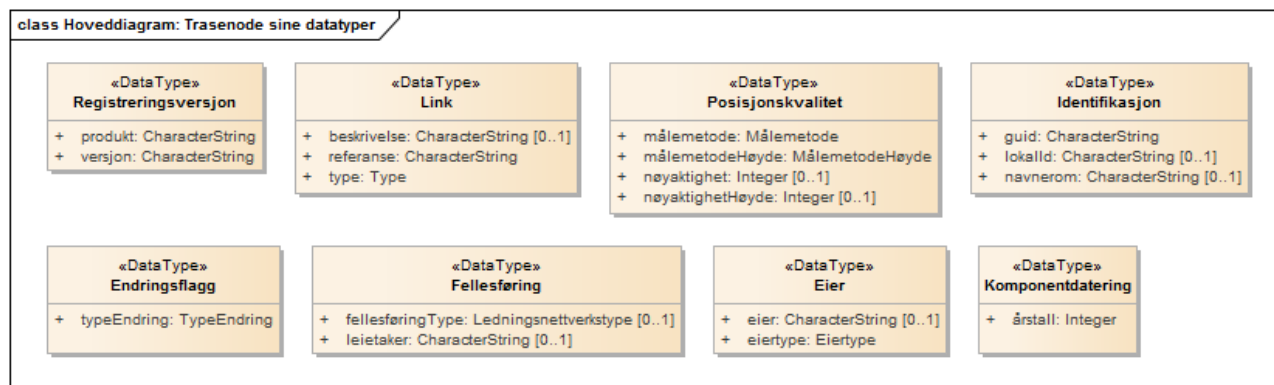 class Hoveddiagram: Trasenode sine datatyper
«DataType»
Registreringsversjon
+ produkt: CharacterString
+ versjon: CharacterString
«DataType»
Link
+ beskrivelse: CharacterString [0..1]
+ referanse: CharacterString
+ type: Type
«DataType»
Posisjonskvalitet
+ målemetode: Målemetode
+ målemetodeHøyde: MålemetodeHøyde
+ nøyaktighet: Integer [0..1]
+ nøyaktighetHøyde: Integer [0..1]
«DataType»
Identifikasjon
+ guid: CharacterString
+ lokalId: CharacterString [0..1]
+ navnerom: CharacterString [0..1]
«DataType»
Endringsflagg
+ typeEndring: TypeEndring
«DataType»
Fellesføring
+ fellesføringType: Ledningsnettverkstype [0..1]
+ leietaker: CharacterString [0..1]
«DataType»
Eier
+ eier: CharacterString [0..1]
+ eiertype: Eiertype
«DataType»
Komponentdatering
+ årstall: Integer